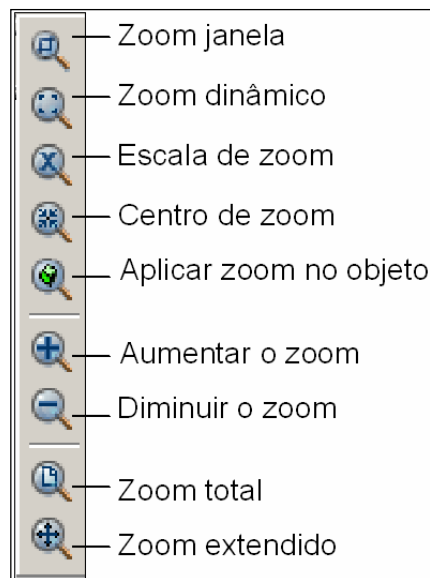 Zoom janela
Zoom dinâmico
Escala de zoom
Centro de zoom
Aplicar zoom no objeto
Aumentar o zoom
Diminuir o zoom
Zoom total
Zoom extendido